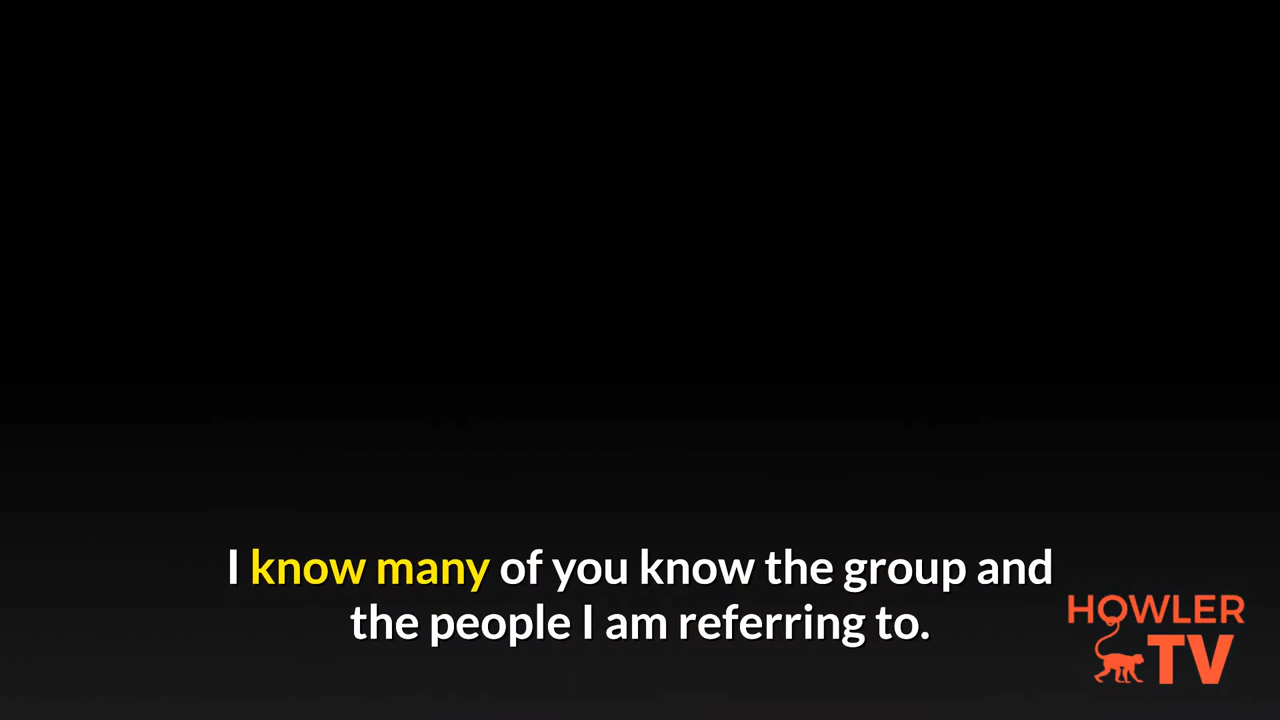 I know many of you know the group and
the people I am referring to.
HOWLER
TV